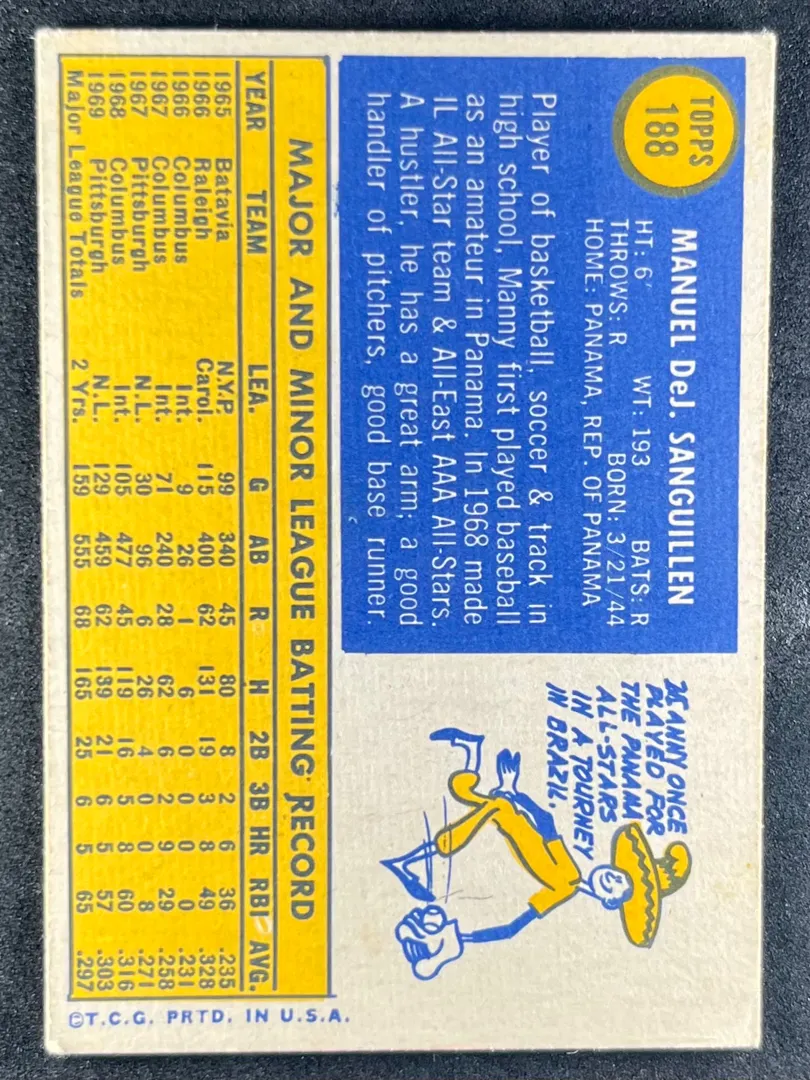 TOPPS
188
MANUEL DeJ. SANGUILLEN
HT: 6' WT: 193 BATS: R
THROWS: R BORN: 3/21/44
HOME: PANAMA, REP. OF PANAMA
Player of basketball, soccer & track in
high school, Manny first played baseball
as an amateur in Panama. In 1968 made
IL All-Star team & All-East AAA All-Stars.
A hustler, he has a great arm; a good
handler of pitchers, good base runner.
MANNY ONCE
PLAYED FOR
THE PANAMA
ALL-STARS
IN A TOURNEY
IN BRAZIL.
MAJOR AND MINOR LEAGUE BATTING RECORD
YEAR TEAM LEA. G AB R H 2B 3B HR RBI AVG.
1965 Batavia N.Y.P. 99 340 45 80 8 2 6 36 .235
1966 Raleigh Carol. 115 400 62 131 19 3 8 49 .328
1966 Columbus Int. 9 26 1 6 0 0 0 0 .231
1967 Columbus Int. 71 240 28 62 6 2 9 29 .258
1967 Pittsburgh N.L. 30 96 6 26 4 0 0 8 .271
1968 Columbus Int. 105 477 45 119 16 5 8 60 .316
1969 Pittsburgh N.L. 129 459 62 139 21 6 5 57 .303
Major League Totals 2 Yrs. 159 555 68 165 25 6 5 65 .297
©T.C.G. PRTD. IN U.S.A.